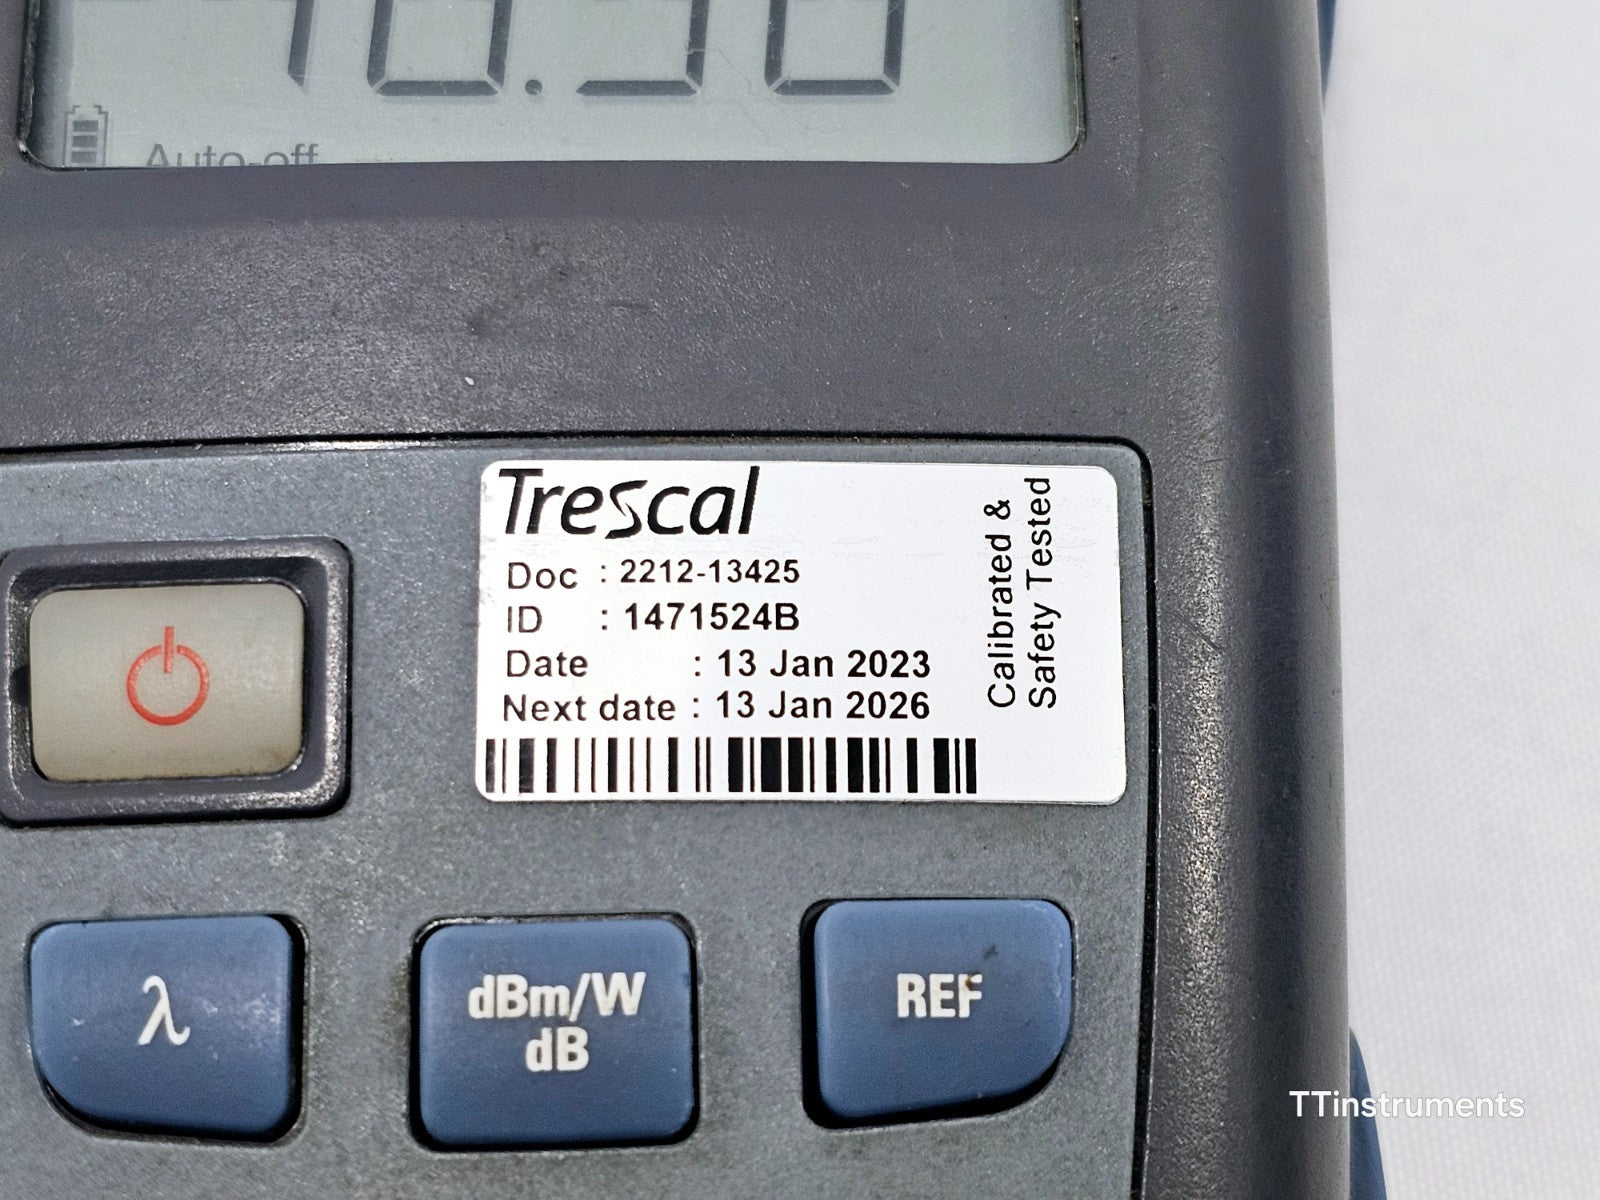 Auto-off
Trescal
Doc : 2212-13425
ID : 1471524B
Date : 13 Jan 2023
Next date : 13 Jan 2026
Calibrated &
Safety Tested
λ
dBm/W
dB
REF
TTinstruments